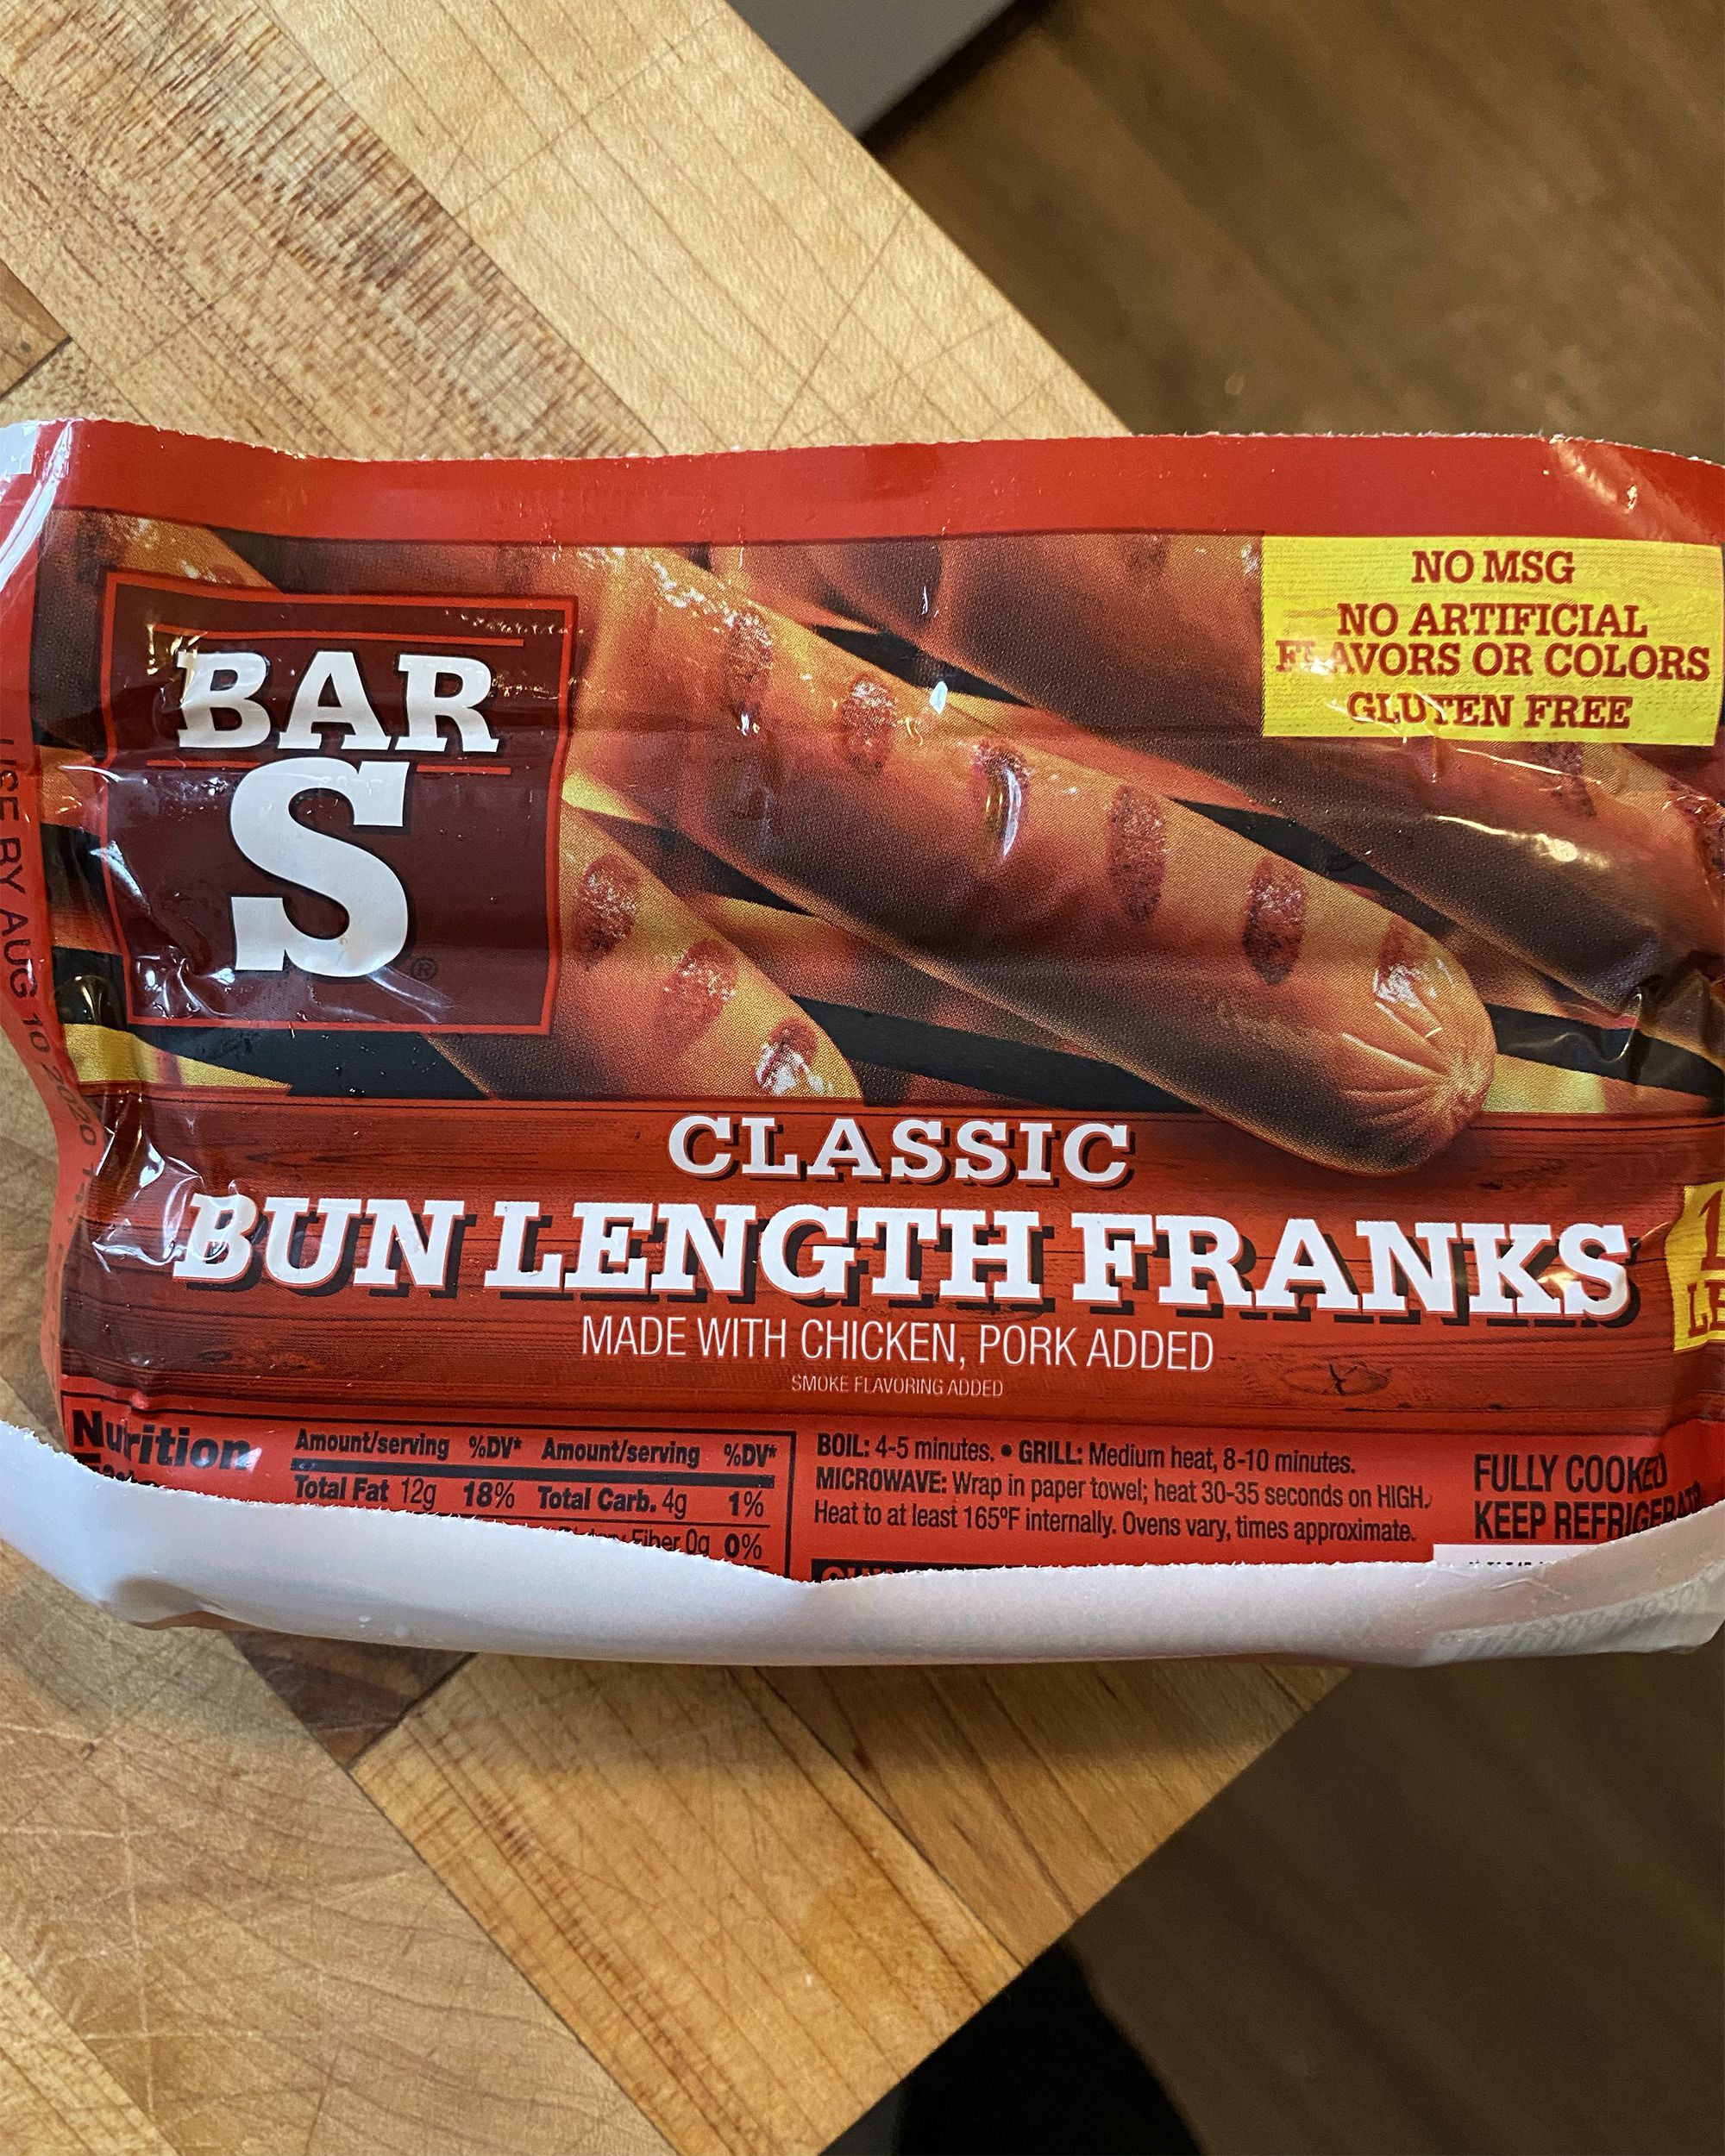 NO MSG
NO ARTIFICIAL
FLAVORS OR COLORS
GLUTEN FREE
BAR
S
®
USE BY AUG 10 2020
CLASSIC
BUN LENGTH FRANKS
MADE WITH CHICKEN, PORK ADDED
SMOKE FLAVORING ADDED
Nutrition
Amount/serving %DV* Amount/serving %DV*
Total Fat 12g 18% Total Carb. 4g 1%
Fiber 0g 0%
BOIL: 4-5 minutes. • GRILL: Medium heat, 8-10 minutes.
MICROWAVE: Wrap in paper towel; heat 30-35 seconds on HIGH.
Heat to at least 165ºF internally. Ovens vary, times approximate.
FULLY COOKED
KEEP REFRIGERAT